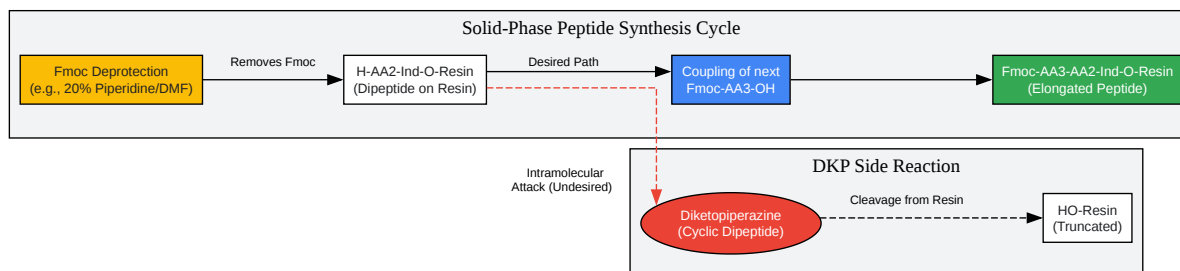 Solid-Phase Peptide Synthesis Cycle
Fmoc Deprotection
(e.g., 20% Piperidine/DMF)
Removes Fmoc
H-AA2-Ind-O-Resin
(Dipeptide on Resin)
Desired Path
Coupling of next
Fmoc-AA3-OH
Fmoc-AA3-AA2-Ind-O-Resin
(Elongated Peptide)
Intramolecular
Attack (Undesired)
DKP Side Reaction
Diketopiperazine
(Cyclic Dipeptide)
Cleavage from Resin
HO-Resin
(Truncated)